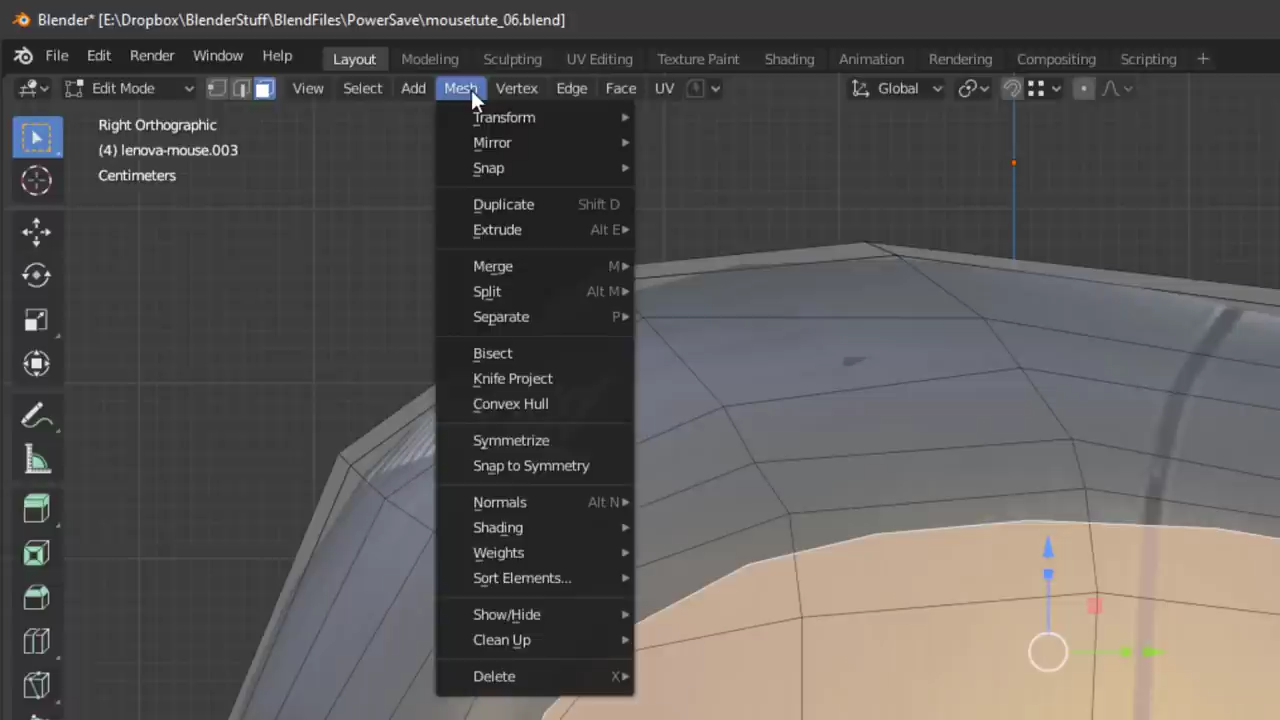 Blender* [E:\Dropbox\BlenderStuff\BlendFiles\PowerSave\mousetute_06.blend]
File Edit Render Window Help Layout Modeling Sculpting UV Editing Texture Paint Shading Animation Rendering Compositing Scripting +
Edit Mode View Select Add Mesh Vertex Edge Face UV Global
Right Orthographic
(4) lenova-mouse.003
Centimeters
Transform
Mirror
Snap
Duplicate Shift D
Extrude Alt E
Merge M
Split Alt M
Separate P
Bisect
Knife Project
Convex Hull
Symmetrize
Snap to Symmetry
Normals Alt N
Shading
Weights
Sort Elements...
Show/Hide
Clean Up
Delete X